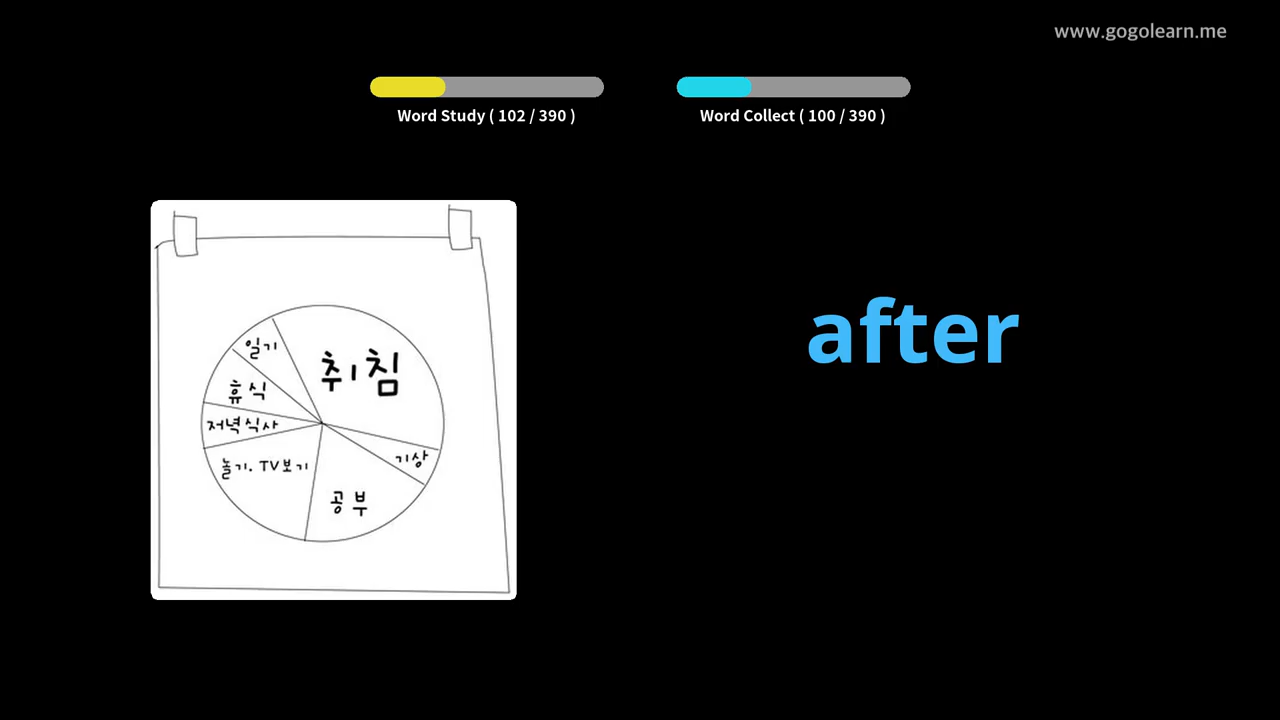 www.gogolearn.me
Word Study ( 102 / 390 )
Word Collect ( 100 / 390 )
일기
취침
휴식
저녁식사
놀기. TV보기
기상
공부
after